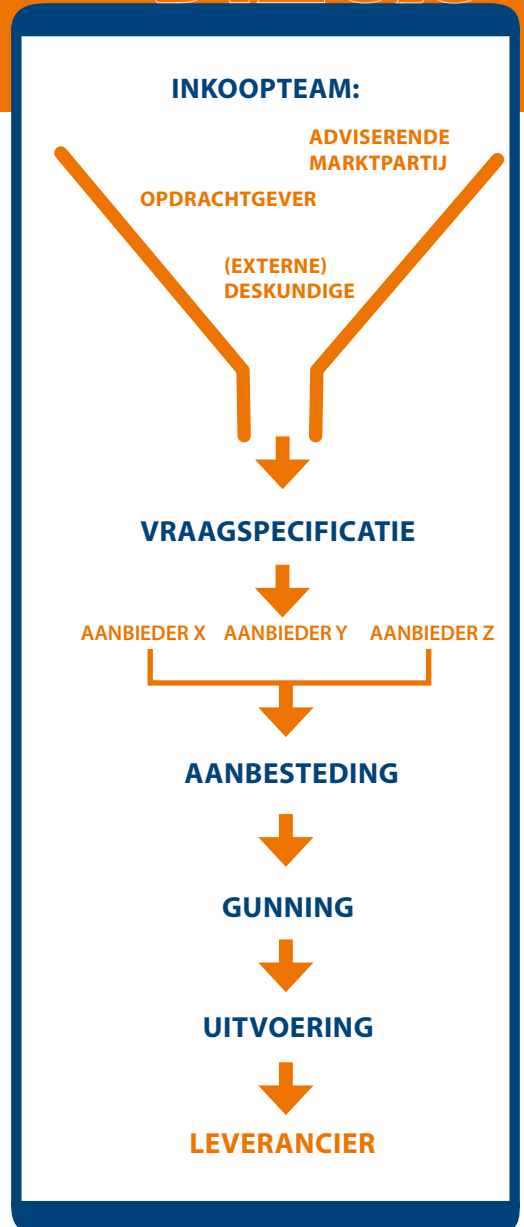 INKOOPTEAM:
ADVISERENDE
MARKTPARTIJ
OPDRACHTGEVER
(EXTERNE)
DESKUNDIGE
VRAAGSPECIFICATIE
AANBIEDER X AANBIEDER Y AANBIEDER Z
AANBESTEDING
GUNNING
UITVOERING
LEVERANCIER